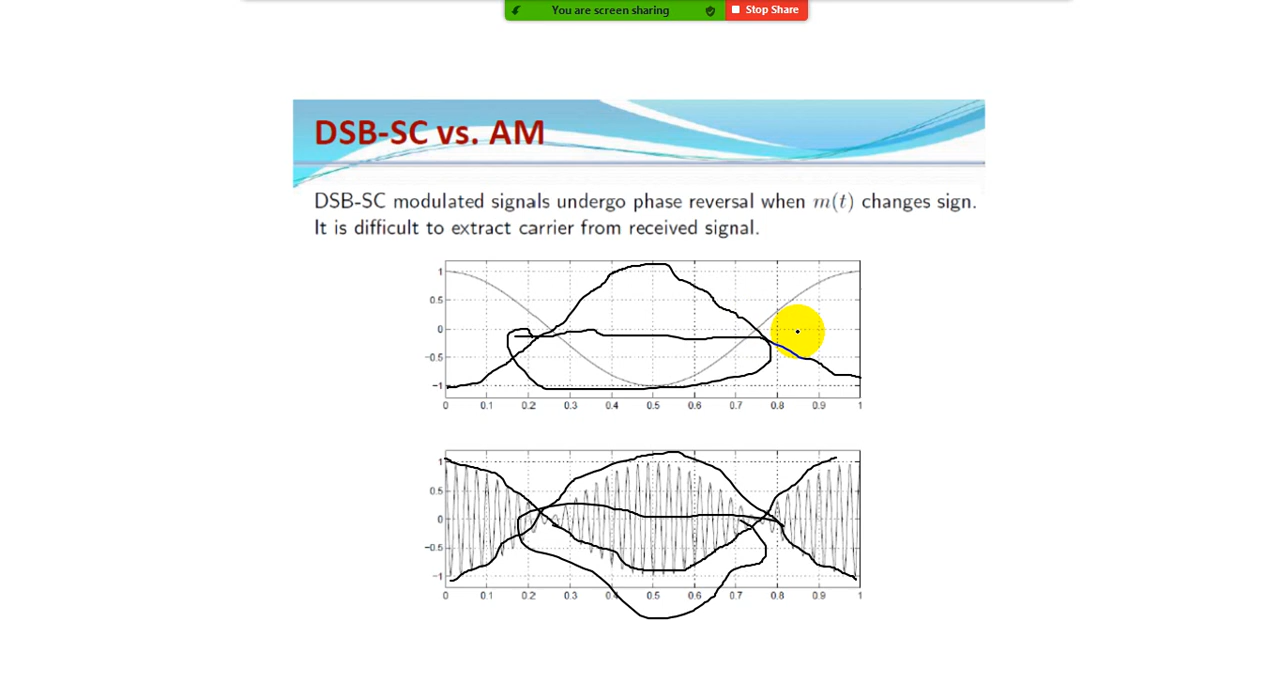 You are screen sharing Stop Share
DSB-SC vs. AM
DSB-SC modulated signals undergo phase reversal when m(t) changes sign.
It is difficult to extract carrier from received signal.
1
0.5
0
−0.5
−1
0 0.1 0.2 0.3 0.4 0.5 0.6 0.7 0.8 0.9 1
1
0.5
0
−0.5
−1
0 0.1 0.2 0.3 0.4 0.5 0.6 0.7 0.8 0.9 1